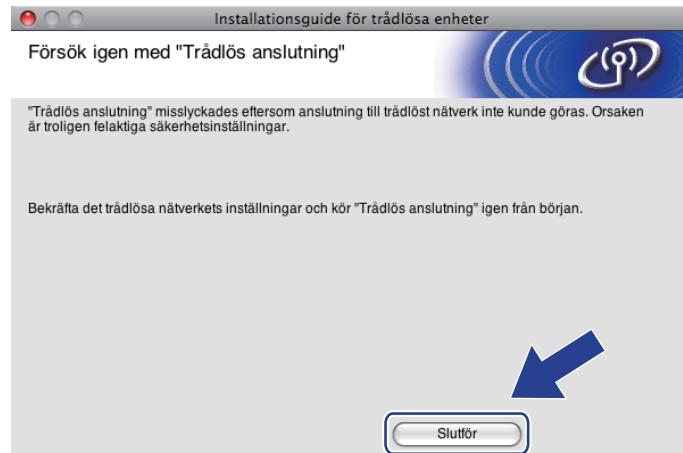 Installationsguide för trådlösa enheter
Försök igen med "Trådlös anslutning"
"Trådlös anslutning" misslyckades eftersom anslutning till trådlöst nätverk inte kunde göras. Orsaken
är troligen felaktiga säkerhetsinställningar.
Bekräfta det trådlösa nätverkets inställningar och kör "Trådlös anslutning" igen från början.
Slutför